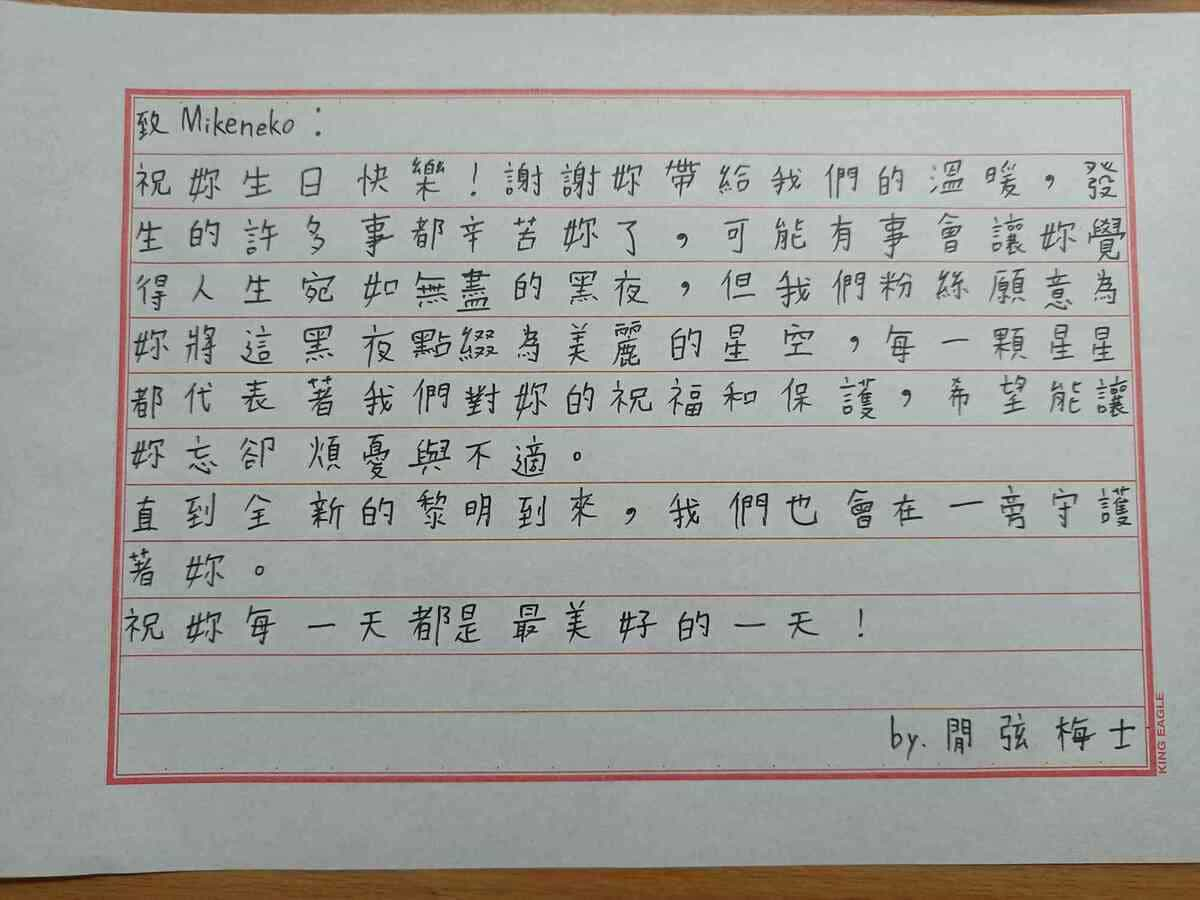 致 Mikeneko：
祝妳生日快樂！謝謝妳帶給我們的溫暖，發
生的許多事都辛苦妳了，可能有事會讓妳覺
得人生宛如無盡的黑夜，但我們粉絲願意為
妳將這黑夜點綴為美麗的星空，每一顆星星
都代表著我們對妳的祝福和保護，希望能讓
妳忘卻煩憂與不適。
直到全新的黎明到來，我們也會在一旁守護
著妳。
祝妳每一天都是最美好的一天！
by. 閒弦梅士
KING EAGLE